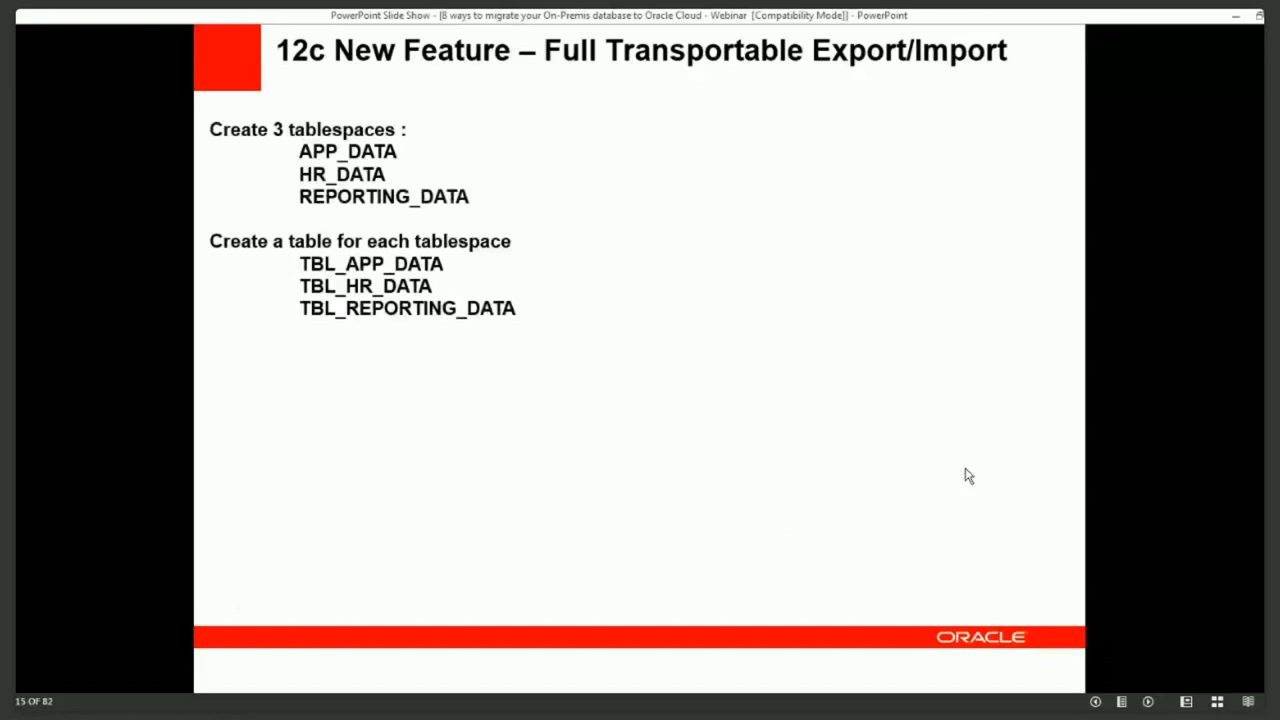 PowerPoint Slide Show - [8 ways to migrate your On-Premis database to Oracle Cloud - Webinar [Compatibility Mode]] - PowerPoint
12c New Feature – Full Transportable Export/Import
Create 3 tablespaces :
APP_DATA
HR_DATA
REPORTING_DATA
Create a table for each tablespace
TBL_APP_DATA
TBL_HR_DATA
TBL_REPORTING_DATA
ORACLE
15 OF 82